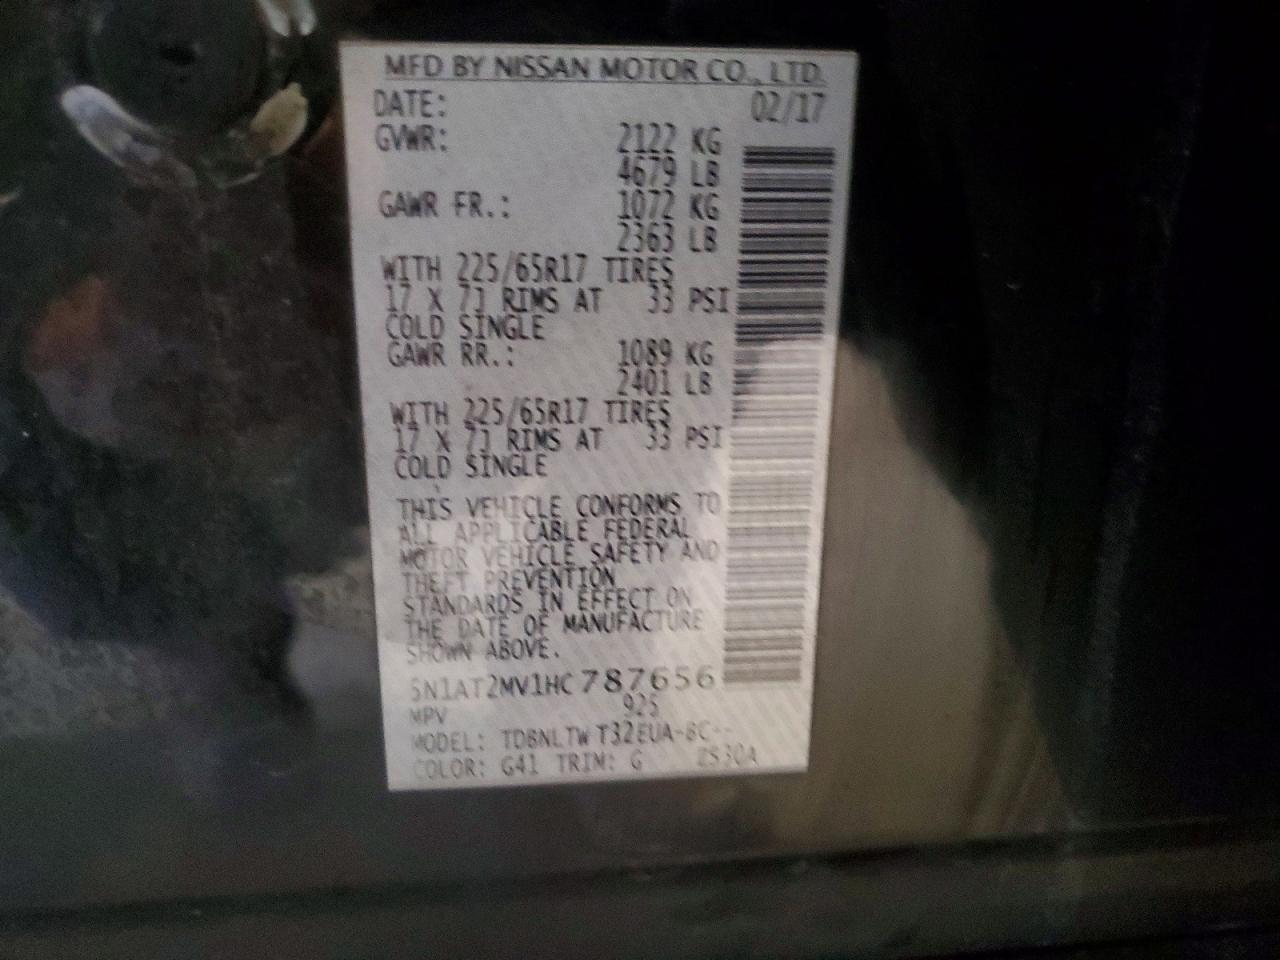 MFD BY NISSAN MOTOR CO., LTD.
DATE: 02/17
GVWR: 2122 KG
4679 LB
GAWR FR.: 1072 KG
2363 LB
WITH 225/65R17 TIRES
17 X 7J RIMS AT 33 PSI
COLD SINGLE
GAWR RR.: 1089 KG
2401 LB
WITH 225/65R17 TIRES
17 X 7J RIMS AT 33 PSI
COLD SINGLE
THIS VEHICLE CONFORMS TO
ALL APPLICABLE FEDERAL
MOTOR VEHICLE SAFETY AND
THEFT PREVENTION
STANDARDS IN EFFECT ON
THE DATE OF MANUFACTURE
SHOWN ABOVE.
5N1AT2MV1HC787656
MPV 925
MODEL: TDBNLTW T32EUA-BC--
COLOR: G41 TRIM: G